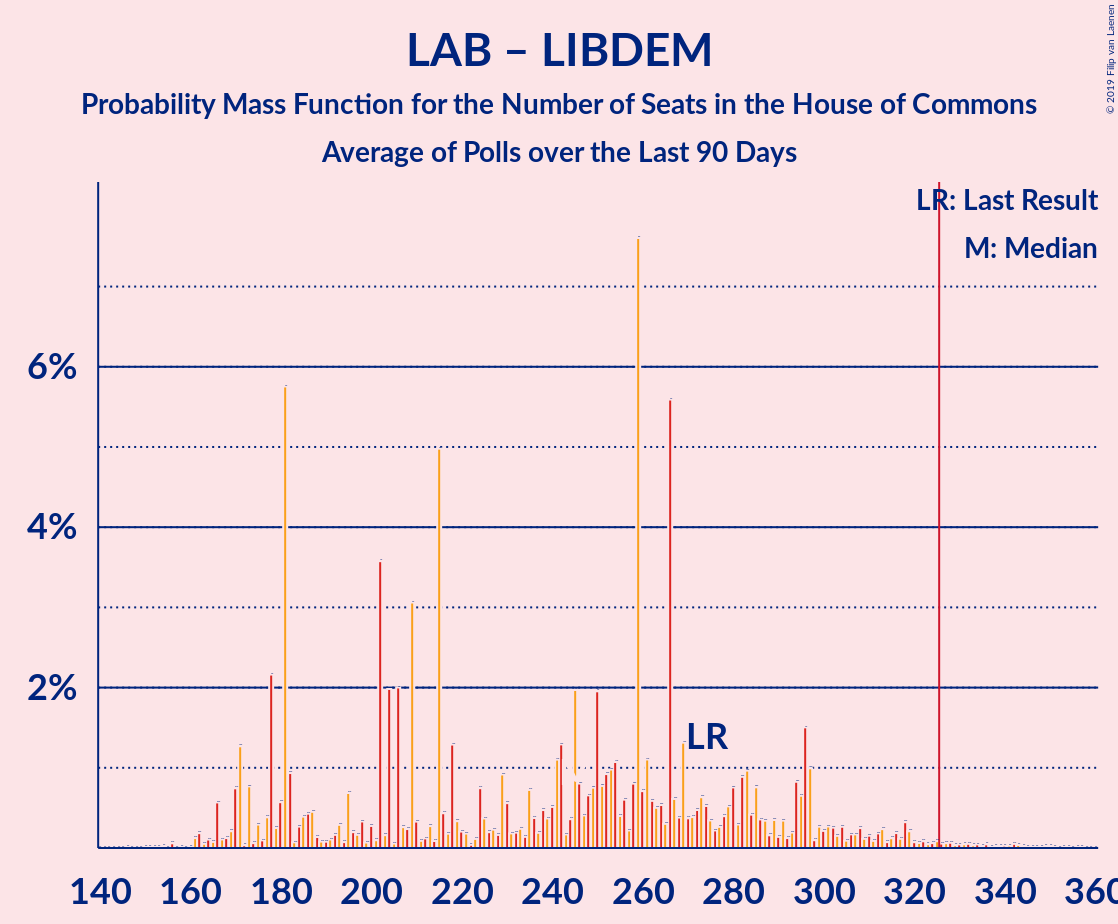 LAB – LIBDEM
Probability Mass Function for the Number of Seats in the House of Commons
Average of Polls over the Last 90 Days
© 2019 Filip van Laenen
LR: Last Result
M: Median
6%
4%
2%
LR
140 160 180 200 220 240 260 280 300 320 340 360